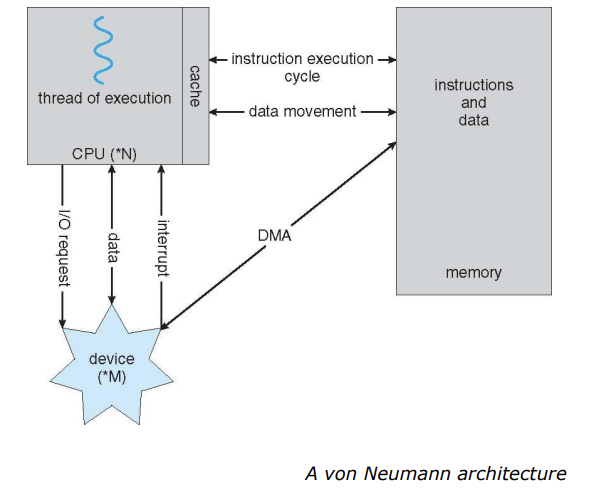 thread of execution
cache
CPU (*N)
instruction execution
cycle
data movement
instructions
and
data
memory
I/O request
data
interrupt
DMA
device
(*M)
A von Neumann architecture